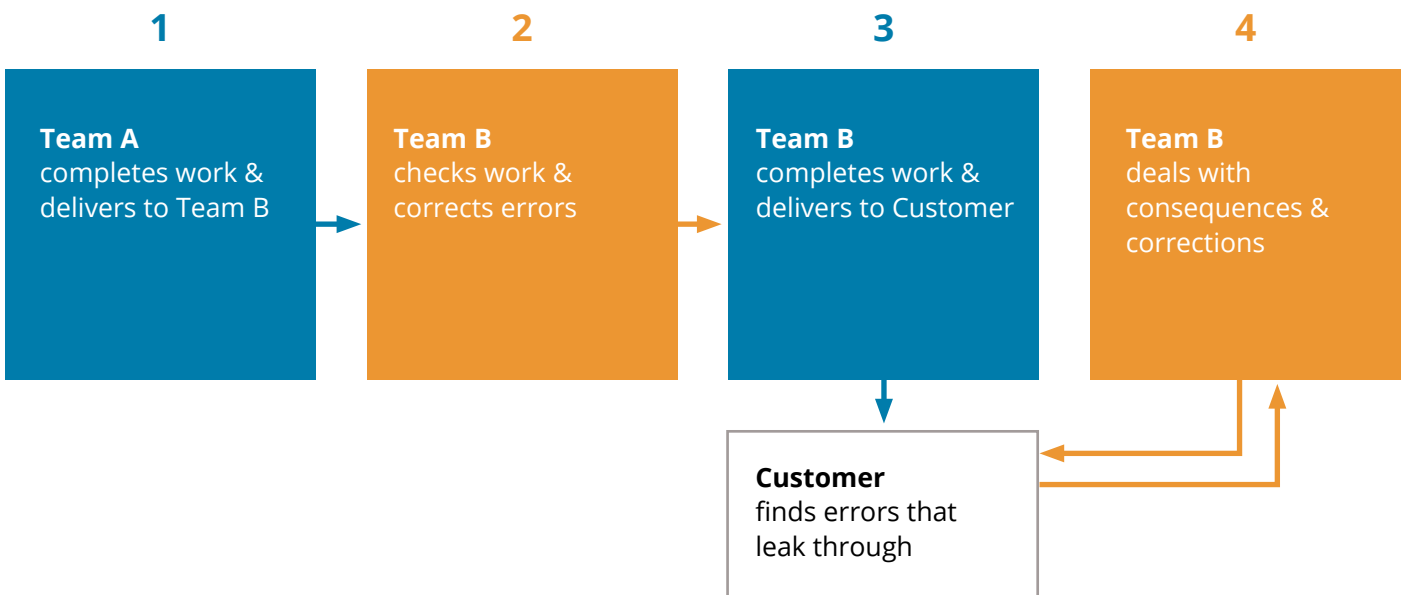 1
2
3
4
Team A
completes work &
delivers to Team B
Team B
checks work &
corrects errors
Team B
completes work &
delivers to Customer
Team B
deals with
consequences &
corrections
Customer
finds errors that
leak through